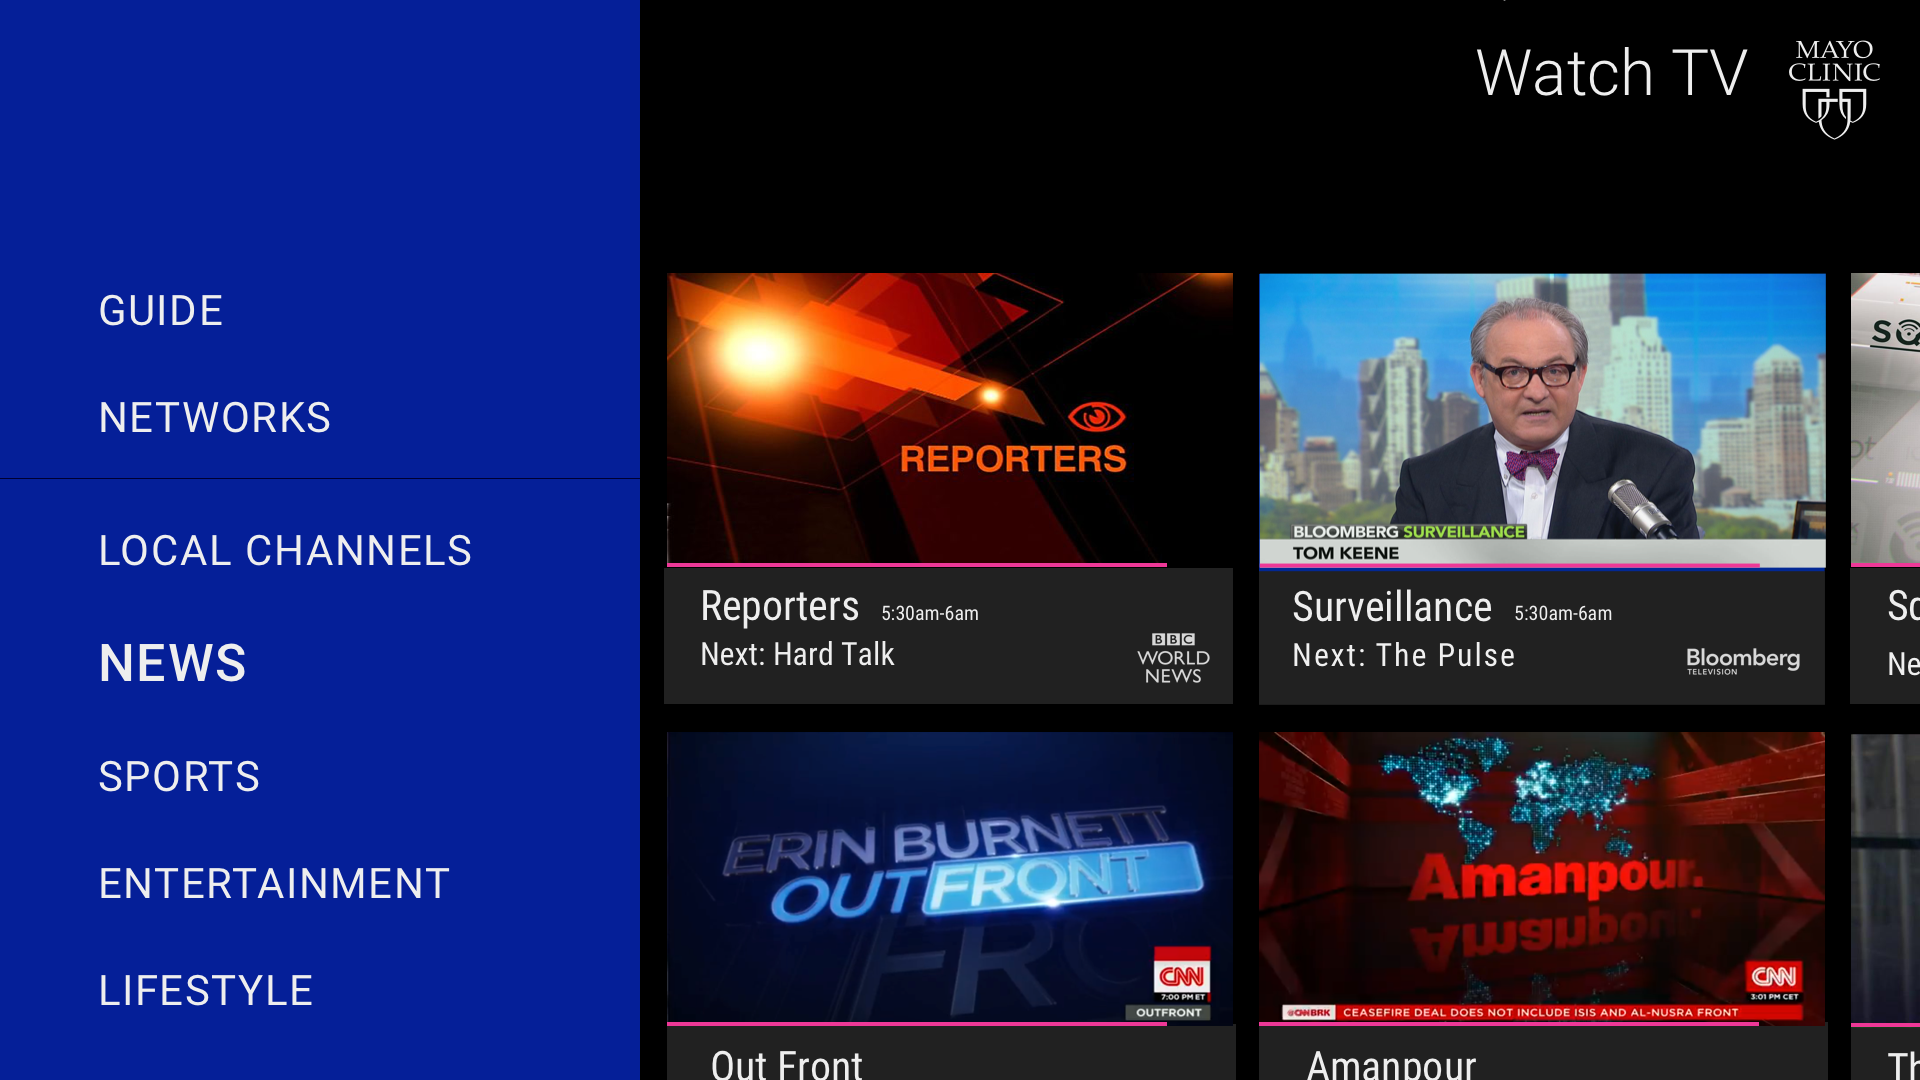 Watch TV
MAYO
CLINIC
GUIDE
NETWORKS
LOCAL CHANNELS
NEWS
SPORTS
ENTERTAINMENT
LIFESTYLE
REPORTERS
Reporters 5:30am-6am
Next: Hard Talk
BBC
WORLD
NEWS
BLOOMBERG SURVEILLANCE
TOM KEENE
Surveillance 5:30am-6am
Next: The Pulse
Bloomberg
TELEVISION
ERIN BURNETT
OUTFRONT
CNN
7:00 PM ET
OUTFRONT
Out Front
Amanpour.
CNN
3:01 PM CET
@CNNBRK CEASEFIRE DEAL DOES NOT INCLUDE ISIS AND AL-NUSRA FRONT
Amanpour